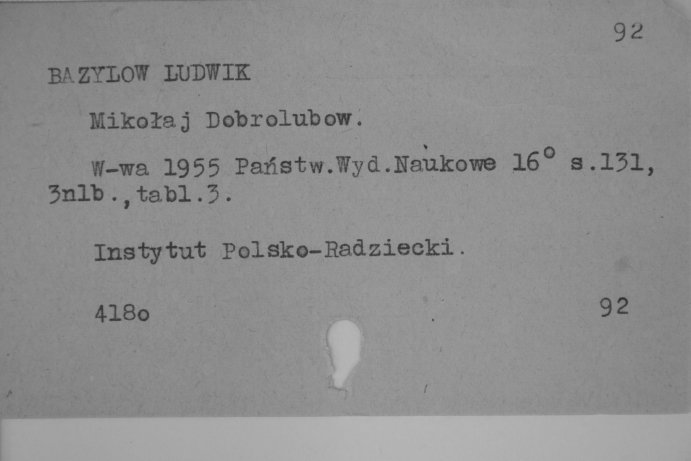 92
BAZYLOW LUDWIK
Mikołaj Dobrolubow.
W-wa 1955 Państw.Wyd.Naukowe 16° s.131,
3nlb.,tabl.3.
Instytut Polsko-Radziecki.
418o
92